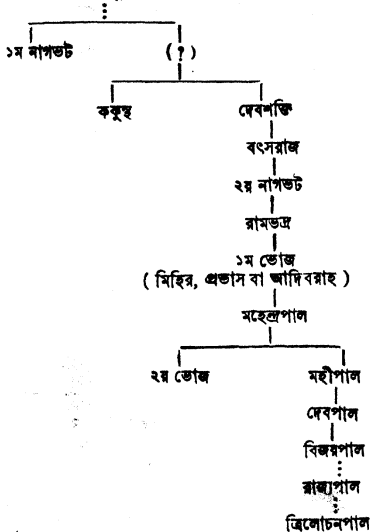 ১ম নাগভট (?)
ককুস্থ দেবশক্তি
বৎসরাজ
২য় নাগভট
রামভদ্র
১ম ভোজ
( মিহির, প্রভাস বা আদিবরাহ )
মহেন্দ্রপাল
২য় ভোজ মহীপাল
দেবপাল
বিজয়পাল
রাজ্যপাল
ত্রিলোচনপাল